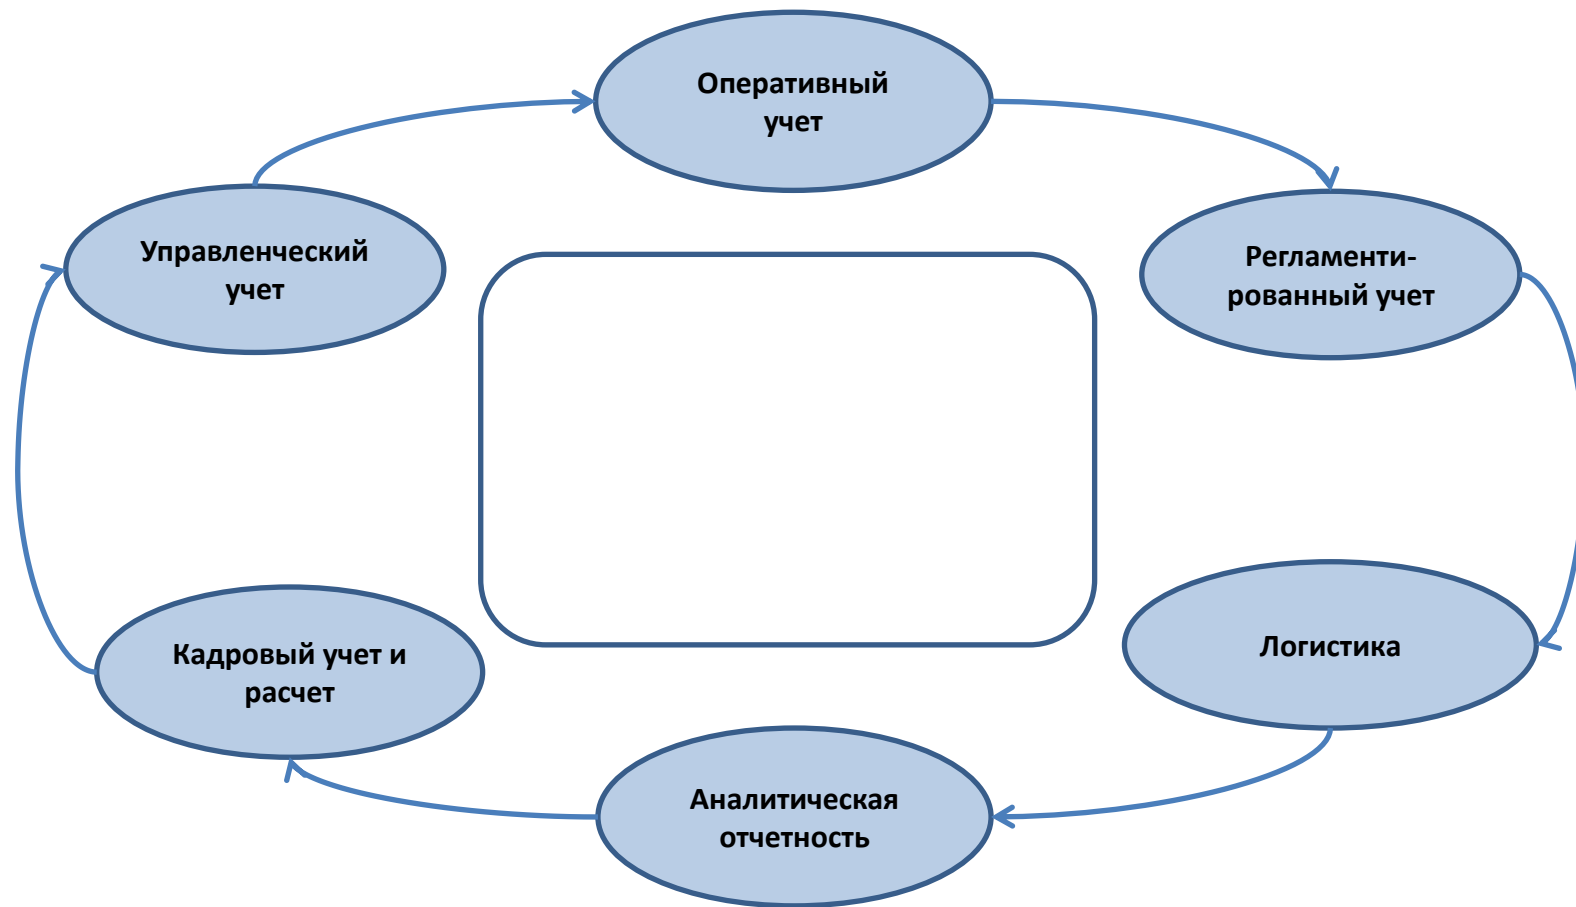 Оперативный
учет
Управленческий
учет
Регламенти-
рованный учет
Кадровый учет и
расчет
Логистика
Аналитическая
отчетность